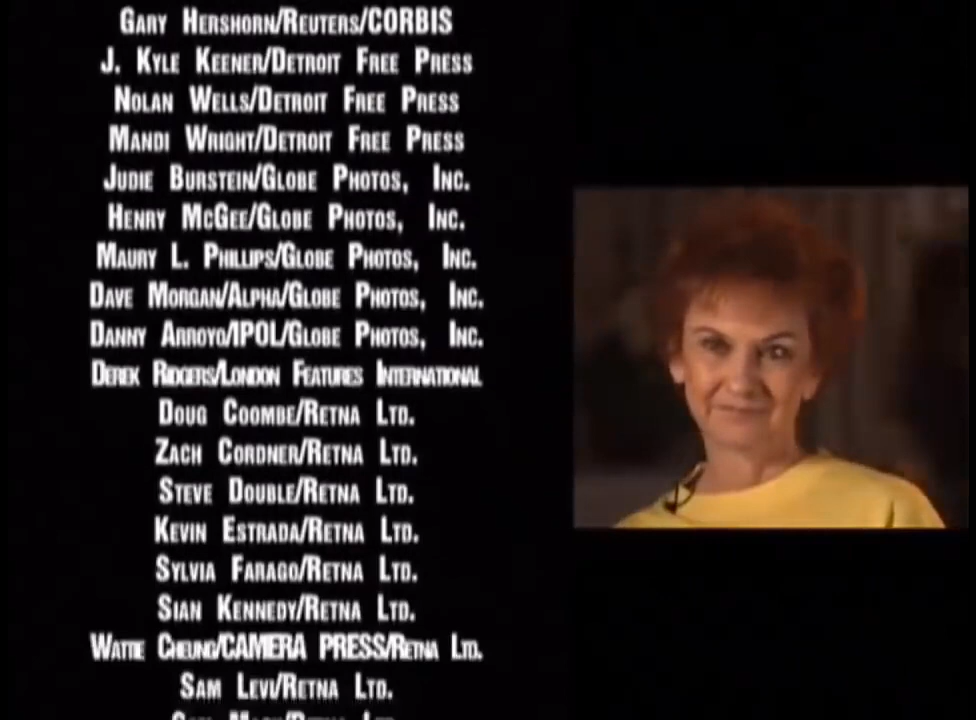 GARY HERSHORN/REUTERS/CORBIS
J. KYLE KEENER/DETROIT FREE PRESS
NOLAN WELLS/DETROIT FREE PRESS
MANDI WRIGHT/DETROIT FREE PRESS
JUDIE BURSTEIN/GLOBE PHOTOS, INC.
HENRY MCGEE/GLOBE PHOTOS, INC.
MAURY L. PHILLIPS/GLOBE PHOTOS, INC.
DAVE MORGAN/ALPHA/GLOBE PHOTOS, INC.
DANNY ARROYO/IPOL/GLOBE PHOTOS, INC.
DEREK RIDGERS/LONDON FEATURES INTERNATIONAL
DOUG COOMBE/RETNA LTD.
ZACH CORDNER/RETNA LTD.
STEVE DOUBLE/RETNA LTD.
KEVIN ESTRADA/RETNA LTD.
SYLVIA FARAGO/RETNA LTD.
SIAN KENNEDY/RETNA LTD.
WATTIE CHEUNG/CAMERA PRESS/RETNA LTD.
SAM LEVI/RETNA LTD.